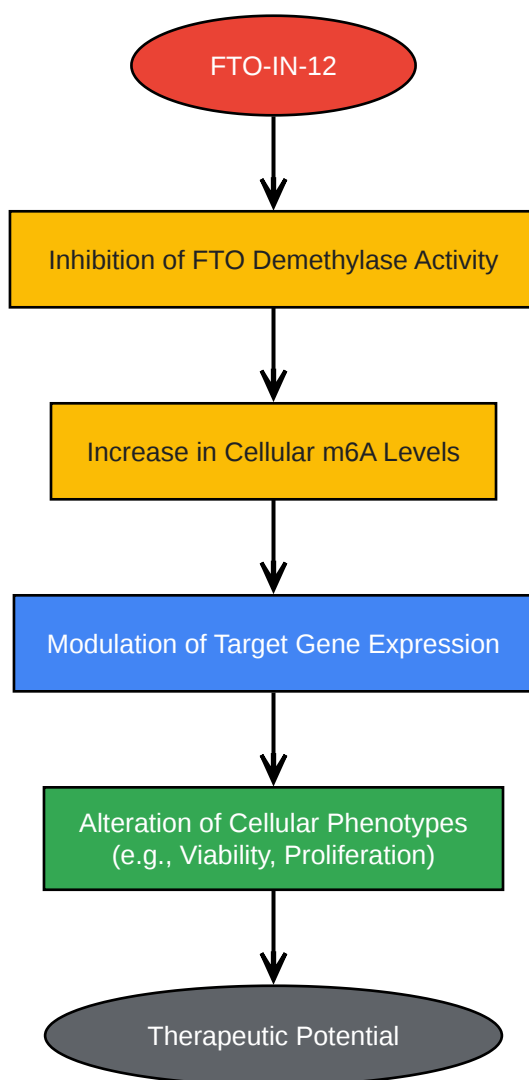 FTO-IN-12
Inhibition of FTO Demethylase Activity
Increase in Cellular m6A Levels
Modulation of Target Gene Expression
Alteration of Cellular Phenotypes
(e.g., Viability, Proliferation)
Therapeutic Potential